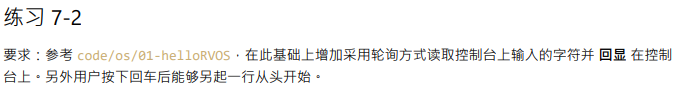 练习 7-2
要求：参考 code/os/01-helloRVOS，在此基础上增加采用轮询方式读取控制台上输入的字符并 回显 在控制
台上。另外用户按下回车后能够另起一行从头开始。